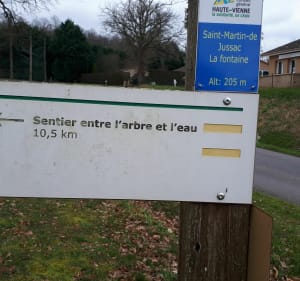 HAUTE-VIENNE
Saint-Martin-de
Jussac
La fontaine
Alt: 205 m
Sentier entre l'arbre et l'eau
10,5 km